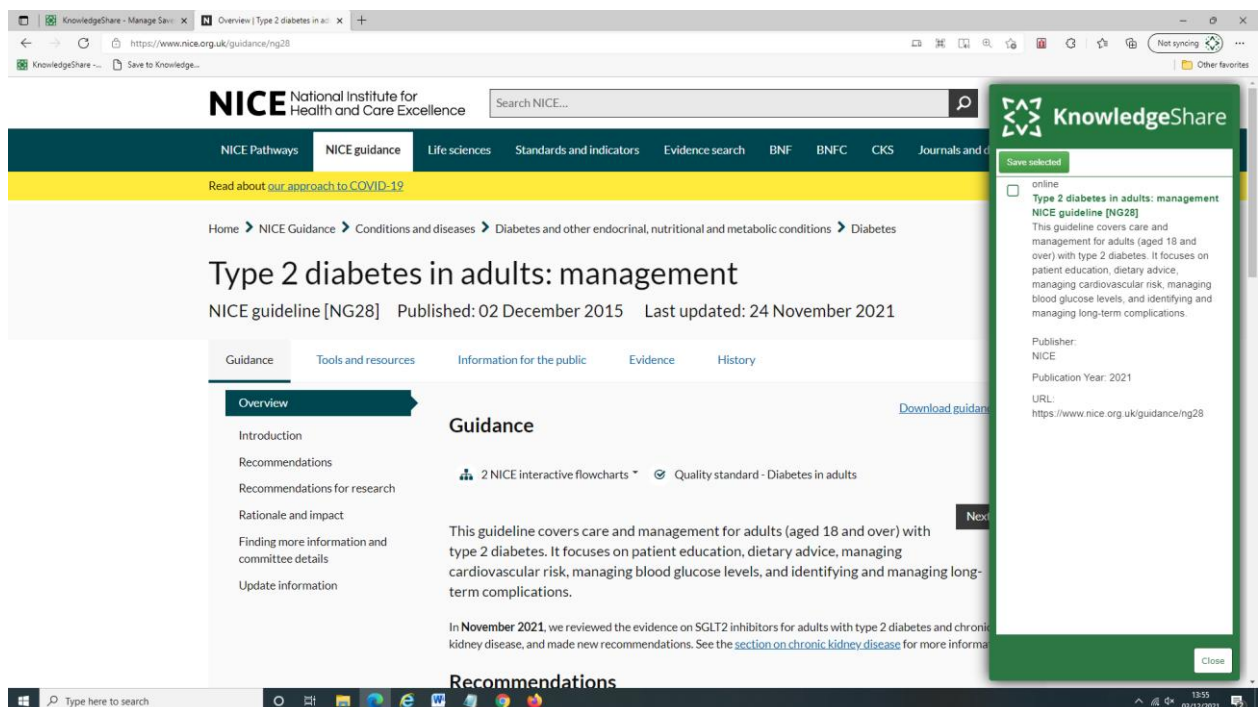 KnowledgeShare - Manage Save
Overview | Type 2 diabetes in ad
https://www.nice.org.uk/guidance/ng28
Not syncing
KnowledgeShare -...
Save to Knowledge...
Other favorites
NICE National Institute for
Health and Care Excellence
Search NICE...
NICE Pathways
NICE guidance
Life sciences
Standards and indicators
Evidence search
BNF
BNFC
CKS
Journals and d
Read about our approach to COVID-19
Home > NICE Guidance > Conditions and diseases > Diabetes and other endocrinal, nutritional and metabolic conditions > Diabetes
Type 2 diabetes in adults: management
NICE guideline [NG28] Published: 02 December 2015 Last updated: 24 November 2021
Guidance
Tools and resources
Information for the public
Evidence
History
Overview
Introduction
Recommendations
Recommendations for research
Rationale and impact
Finding more information and
committee details
Update information
Download guidan
Guidance
2 NICE interactive flowcharts
Quality standard - Diabetes in adults
Next
This guideline covers care and management for adults (aged 18 and over) with
type 2 diabetes. It focuses on patient education, dietary advice, managing
cardiovascular risk, managing blood glucose levels, and identifying and managing long-
term complications.
In November 2021, we reviewed the evidence on SGLT2 inhibitors for adults with type 2 diabetes and chronic
kidney disease, and made new recommendations. See the section on chronic kidney disease for more informa
Recommendations
KnowledgeShare
Save selected
online
Type 2 diabetes in adults: management
NICE guideline [NG28]
This guideline covers care and
management for adults (aged 18 and
over) with type 2 diabetes. It focuses on
patient education, dietary advice,
managing cardiovascular risk, managing
blood glucose levels, and identifying and
managing long-term complications.
Publisher:
NICE
Publication Year: 2021
URL:
https://www.nice.org.uk/guidance/ng28
Close
Type here to search
13:55
03/12/2021